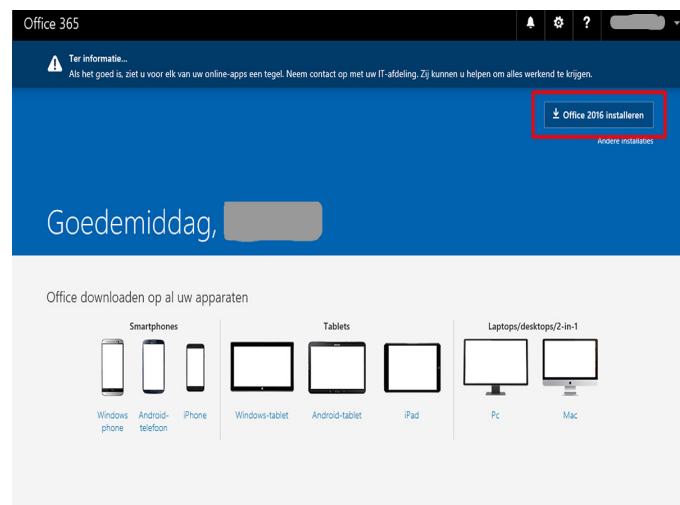 Office 365
?
Ter informatie...
Als het goed is, ziet u voor elk van uw online-apps een tegel. Neem contact op met uw IT-afdeling. Zij kunnen u helpen om alles werkend te krijgen.
Office 2016 installeren
Andere installaties
Goedemiddag,
Office downloaden op al uw apparaten
Smartphones
Tablets
Laptops/desktops/2-in-1
Windows phone
Android-telefoon
iPhone
Windows-tablet
Android-tablet
iPad
Pc
Mac